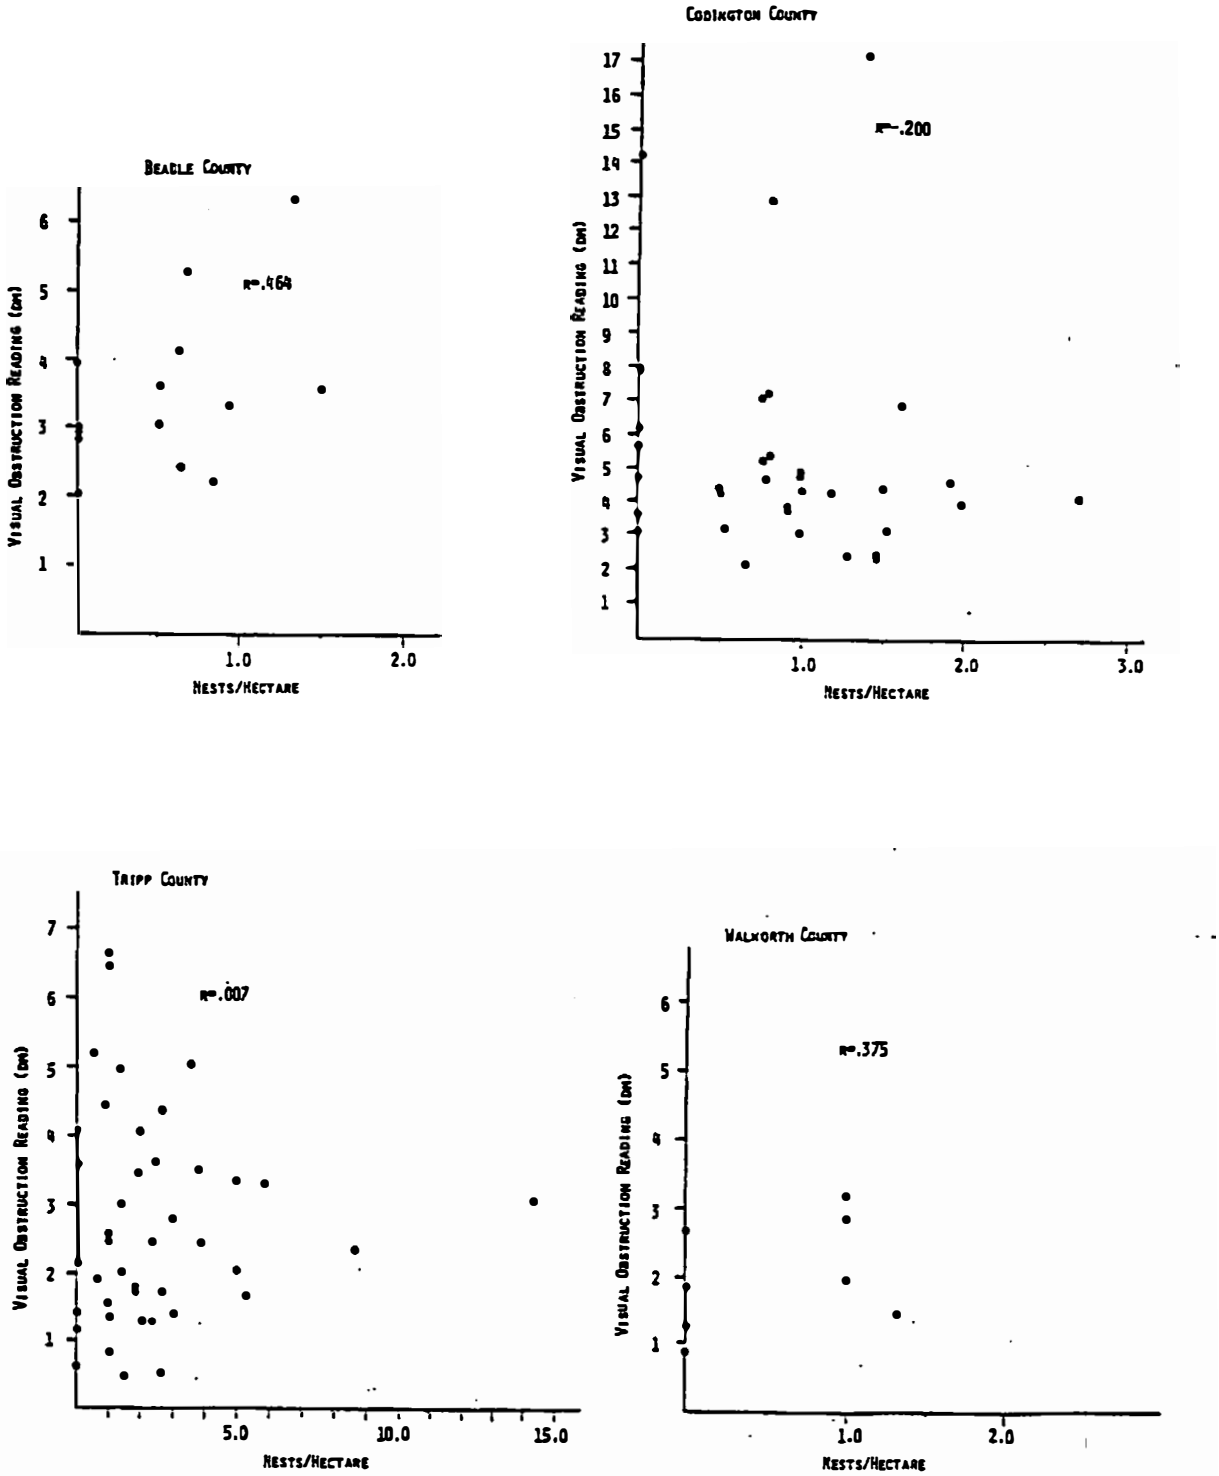 CODINGTON COUNTY
17
16
15
R=-.200
14
13
12
11
10
9
8
7
6
5
4
3
2
1
VISUAL OBSTRUCTION READING (DM)
1.0 2.0 3.0
NESTS/HECTARE
BEADLE COUNTY
6
R=.464
5
4
3
2
1
VISUAL OBSTRUCTION READING (DM)
1.0 2.0
NESTS/HECTARE
TRIPP COUNTY
7
R=.007
6
5
4
3
2
1
VISUAL OBSTRUCTION READING (DM)
5.0 10.0 15.0
NESTS/HECTARE
WALWORTH COUNTY
6
R=.375
5
4
3
2
1
VISUAL OBSTRUCTION READING (DM)
1.0 2.0
NESTS/HECTARE